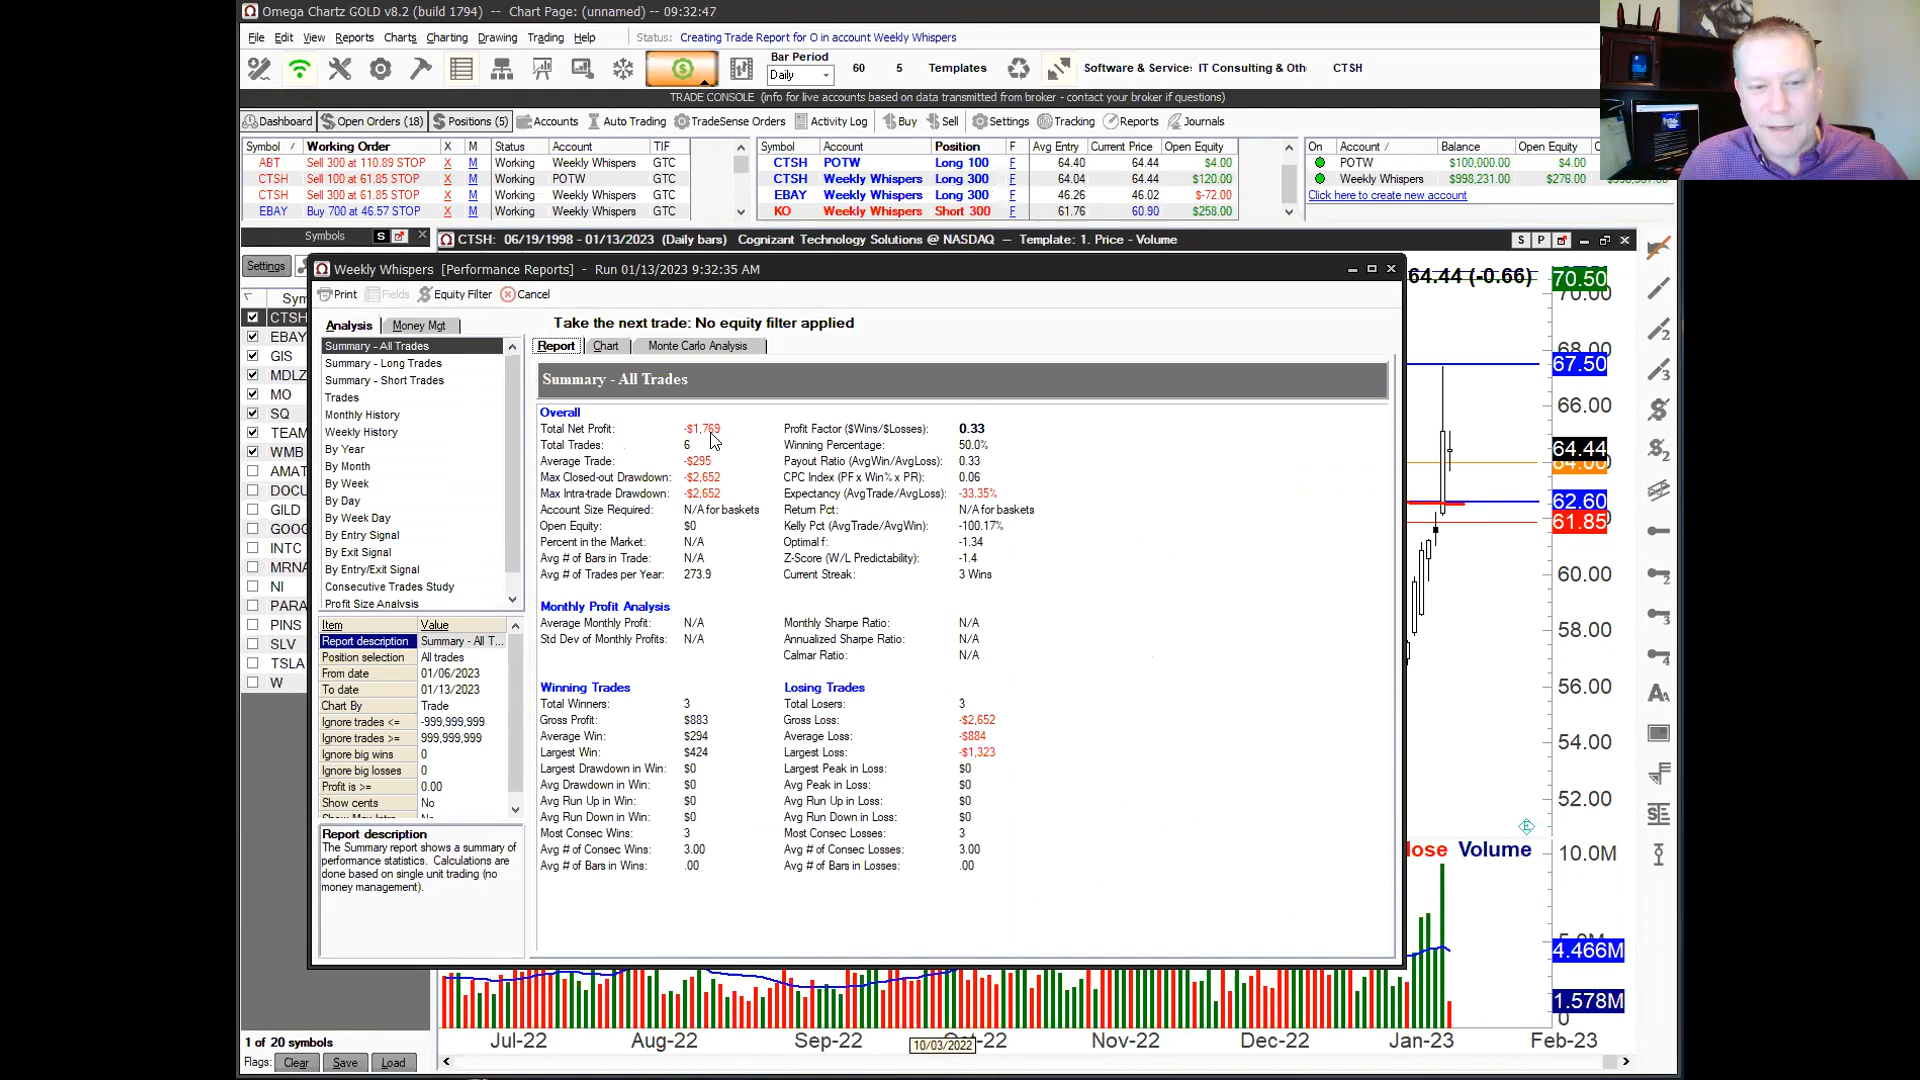 Omega Chartz GOLD v8.2 (build 1794) -- Chart Page: (unnamed) -- 09:32:47
File Edit View Reports Charts Charting Drawing Trading Help Status: Creating Trade Report for O in account Weekly Whispers
Bar Period
Daily 60 5 Templates Software & Service: IT Consulting & Oth CTSH
TRADE CONSOLE (info for live accounts based on data transmitted from broker - contact your broker if questions)
Dashboard Open Orders (18) Positions (5) Accounts Auto Trading TradeSense Orders Activity Log Buy Sell Settings Tracking Reports Journals
Symbol Working Order X M Status Account TIF
ABT Sell 300 at 110.89 STOP X M Working Weekly Whispers GTC
CTSH Sell 100 at 61.85 STOP X M Working POTW GTC
CTSH Sell 300 at 61.85 STOP X M Working Weekly Whispers GTC
EBAY Buy 700 at 46.57 STOP X M Working Weekly Whispers GTC
Symbol Account Position F Avg Entry Current Price Open Equity
CTSH POTW Long 100 F 64.40 64.44 $4.00
CTSH Weekly Whispers Long 300 F 64.04 64.44 $120.00
EBAY Weekly Whispers Long 300 F 46.26 46.02 $-72.00
KO Weekly Whispers Short 300 F 61.76 60.90 $258.00
On Account Balance Open Equity
POTW $100,000.00 $4.00
Weekly Whispers $998,231.00 $276.00
Click here to create new account
Symbols S
CTSH: 06/19/1998 - 01/13/2023 (Daily bars) Cognizant Technology Solutions @ NASDAQ -- Template: 1. Price - Volume S P
Settings
Sym
CTSH
EBAY
GIS
MDLZ
MO
SQ
TEAM
WMB
AMAT
DOCU
GILD
GOOG
INTC
MRNA
NI
PARA
PINS
SLV
TSLA
W
Weekly Whispers [Performance Reports] - Run 01/13/2023 9:32:35 AM
Print Fields Equity Filter Cancel
Analysis Money Mgt
Take the next trade: No equity filter applied
Report Chart Monte Carlo Analysis
Summary - All Trades
Summary - Long Trades
Summary - Short Trades
Trades
Monthly History
Weekly History
By Year
By Month
By Week
By Day
By Week Day
By Entry Signal
By Exit Signal
By Entry/Exit Signal
Consecutive Trades Study
Profit Size Analysis
Item Value
Report description Summary - All T...
Position selection All trades
From date 01/06/2023
To date 01/13/2023
Chart By Trade
Ignore trades <= -999,999,999
Ignore trades >= 999,999,999
Ignore big wins 0
Ignore big losses 0
Profit is >= 0.00
Show cents No
Report description
The Summary report shows a summary of
performance statistics. Calculations are
done based on single unit trading (no
money management).
Summary - All Trades
Overall
Total Net Profit: -$1,769 Profit Factor ($Wins/$Losses): 0.33
Total Trades: 6 Winning Percentage: 50.0%
Average Trade: -$295 Payout Ratio (AvgWin/AvgLoss): 0.33
Max Closed-out Drawdown: -$2,652 CPC Index (PF x Win% x PR): 0.06
Max Intra-trade Drawdown: -$2,652 Expectancy (AvgTrade/AvgLoss): -33.35%
Account Size Required: N/A for baskets Return Pct: N/A for baskets
Open Equity: $0 Kelly Pct (AvgTrade/AvgWin): -100.17%
Percent in the Market: N/A Optimal f: -1.34
Avg # of Bars in Trade: N/A Z-Score (W/L Predictability): -1.4
Avg # of Trades per Year: 273.9 Current Streak: 3 Wins
Monthly Profit Analysis
Average Monthly Profit: N/A Monthly Sharpe Ratio: N/A
Std Dev of Monthly Profits: N/A Annualized Sharpe Ratio: N/A
Calmar Ratio: N/A
Winning Trades Losing Trades
Total Winners: 3 Total Losers: 3
Gross Profit: $883 Gross Loss: -$2,652
Average Win: $294 Average Loss: -$884
Largest Win: $424 Largest Loss: -$1,323
Largest Drawdown in Win: $0 Largest Peak in Loss: $0
Avg Drawdown in Win: $0 Avg Peak in Loss: $0
Avg Run Up in Win: $0 Avg Run Up in Loss: $0
Avg Run Down in Win: $0 Avg Run Down in Loss: $0
Most Consec Wins: 3 Most Consec Losses: 3
Avg # of Consec Wins: 3.00 Avg # of Consec Losses: 3.00
Avg # of Bars in Wins: .00 Avg # of Bars in Losses: .00
64.44 (-0.66) 70.50
70.00
68.00
67.50
66.00
64.44
64.00
62.60
61.85
60.00
58.00
56.00
54.00
52.00
E
lose Volume 10.0M
4.466M
1.578M
0
Jul-22 Aug-22 Sep-22 10/03/2022 -22 Nov-22 Dec-22 Jan-23 Feb-23
1 of 20 symbols
Flags: Clear Save Load